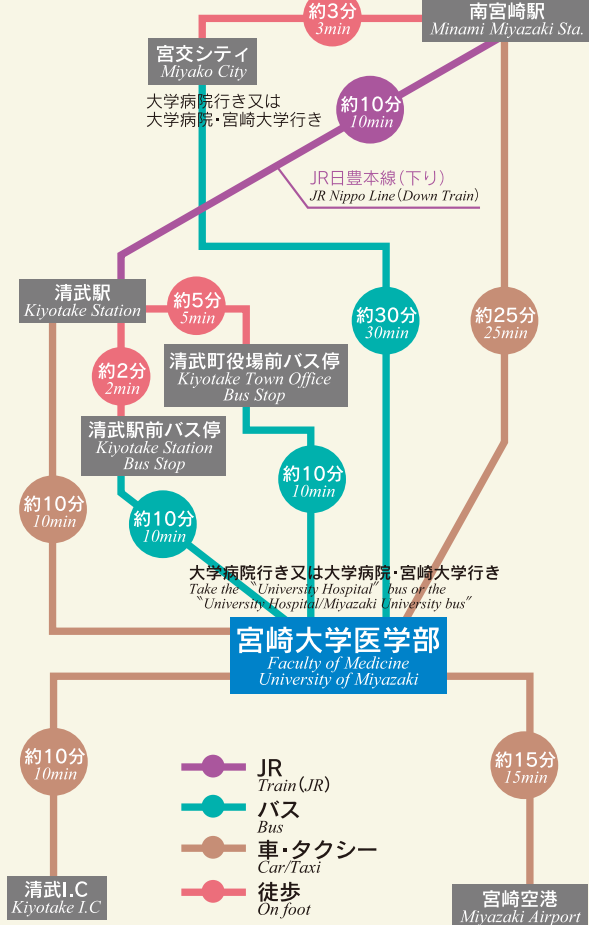 約3分
3min
南宮崎駅
Minami Miyazaki Sta.
宮交シティ
Miyako City
大学病院行き又は
大学病院・宮崎大学行き
約10分
10min
JR日豊本線(下り)
JR Nippo Line(Down Train)
清武駅
Kiyotake Station
約5分
5min
約30分
30min
約25分
25min
約2分
2min
清武町役場前バス停
Kiyotake Town Office
Bus Stop
清武駅前バス停
Kiyotake Station
Bus Stop
約10分
10min
約10分
10min
約10分
10min
大学病院行き又は大学病院・宮崎大学行き
Take the "University Hospital" bus or the
"University Hospital/Miyazaki University bus"
宮崎大学医学部
Faculty of Medicine
University of Miyazaki
約10分
10min
約15分
15min
JR
Train(JR)
バス
Bus
車・タクシー
Car/Taxi
徒歩
On foot
清武I.C
Kiyotake I.C
宮崎空港
Miyazaki Airport